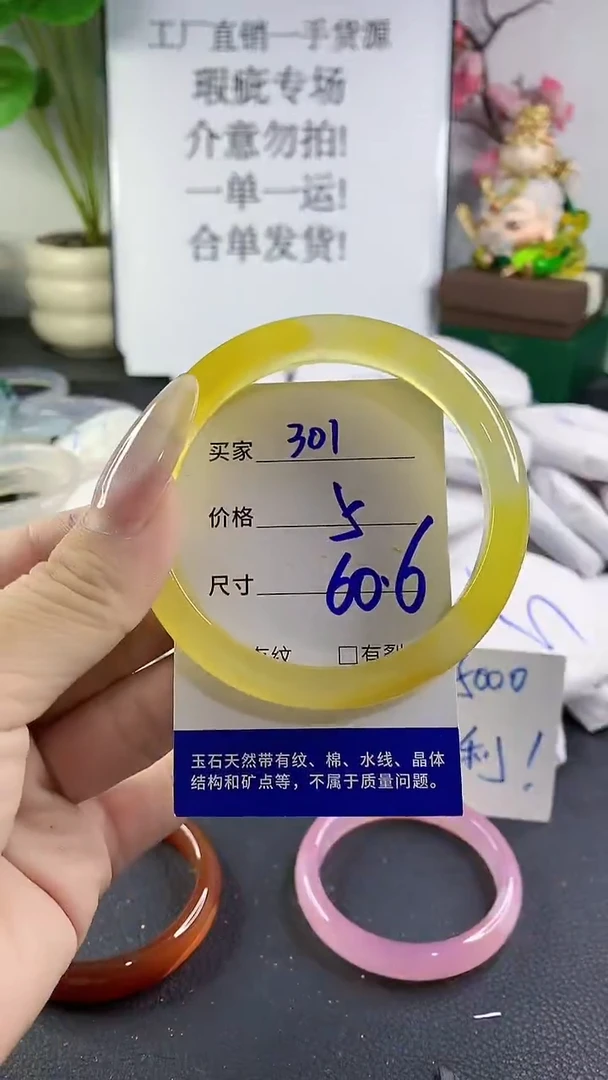 工厂直销一手货源
瑕疵专场
介意勿拍!
一单一运!
合单发货!
买家 301
价格 5
尺寸 60.6
有纹 □有裂
5000
利!
玉石天然带有纹、棉、水线、晶体
结构和矿点等，不属于质量问题。